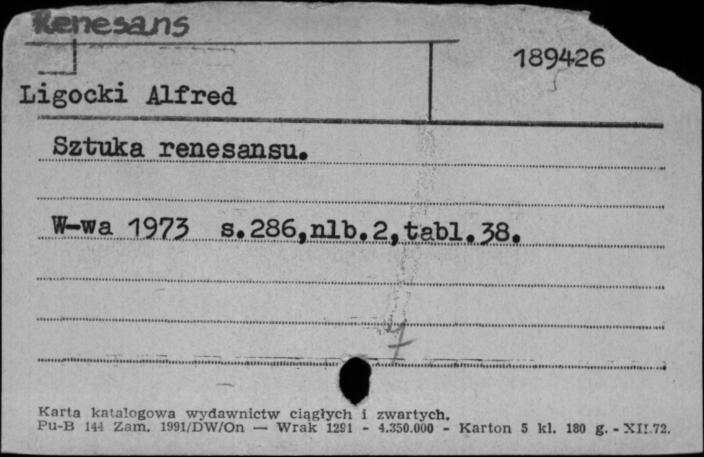 Renesans
189426
Ligocki Alfred
Sztuka renesansu.
W-wa 1973 s.286,nlb.2,tabl.38.
Karta katalogowa wydawnictw ciągłych i zwartych.
Pu-B 144 Zam. 1991/DW/On — Wrak 1291 - 4.350.000 - Karton 5 kl. 180 g. - XII.72.